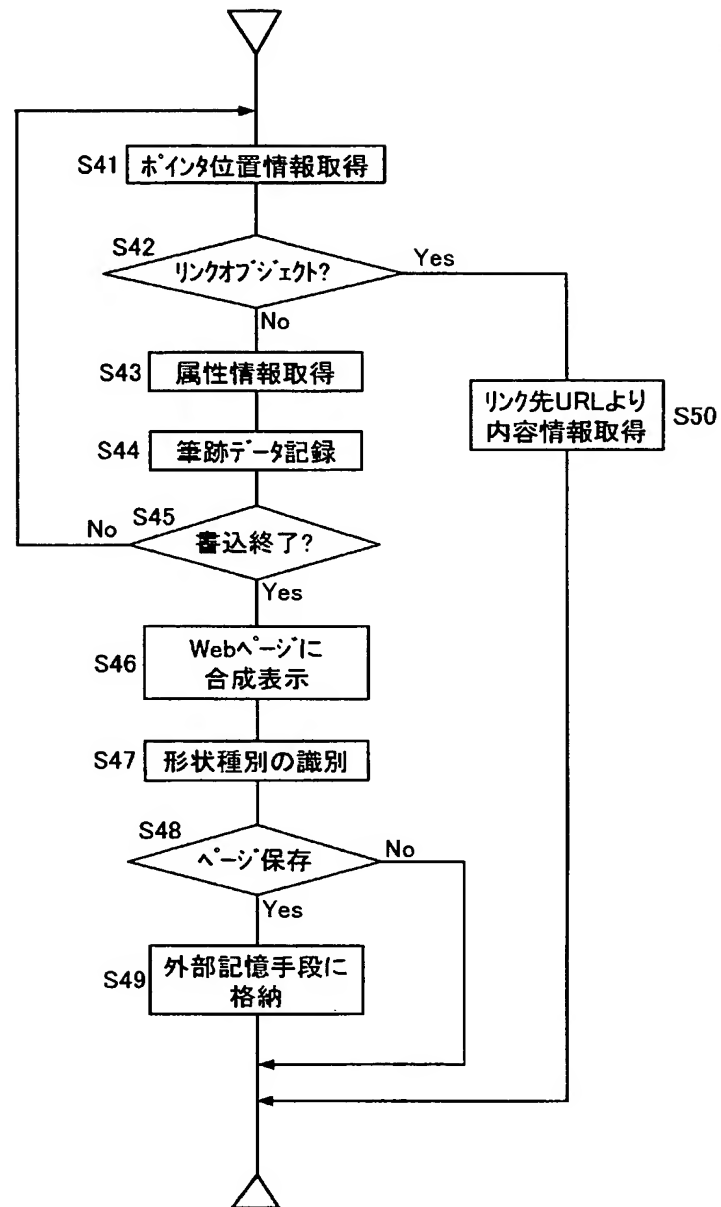 S41 ポインタ位置情報取得
S42
リンクオブジェクト?
Yes
No
S43 属性情報取得
リンク先URLより
内容情報取得
S50
S44 筆跡データ記録
S45
No
書込終了?
Yes
S46
Webページに
合成表示
S47 形状種別の識別
S48
ページ保存
No
Yes
S49
外部記憶手段に
格納